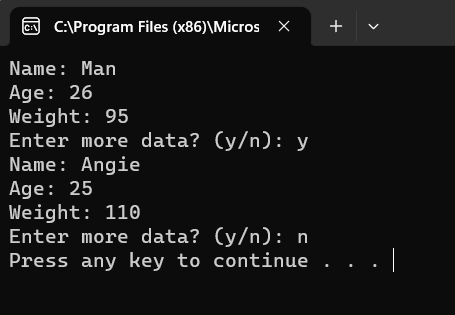 C:\Program Files (x86)\Micros
Name: Man
Age: 26
Weight: 95
Enter more data? (y/n): y
Name: Angie
Age: 25
Weight: 110
Enter more data? (y/n): n
Press any key to continue . . .